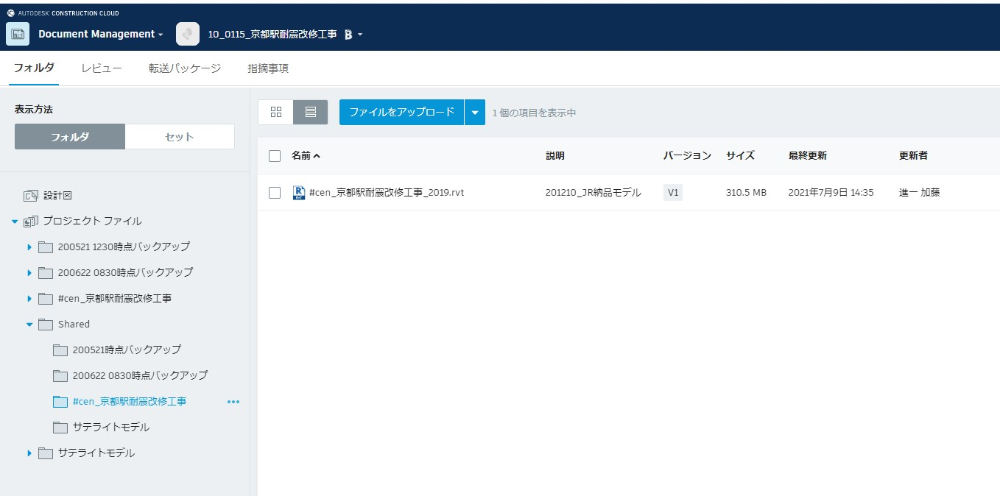 AUTODESK CONSTRUCTION CLOUD
Document Management
10_0115_京都駅耐震改修工事 B
フォルダ レビュー 転送パッケージ 指摘事項
表示方法
フォルダ セット
設計図
プロジェクト ファイル
200521 1230時点バックアップ
200622 0830時点バックアップ
#cen_京都駅耐震改修工事
Shared
200521時点バックアップ
200622 0830時点バックアップ
#cen_京都駅耐震改修工事
サテライトモデル
サテライトモデル
ファイルをアップロード 1 個の項目を表示中
名前 説明 バージョン サイズ 最終更新 更新者
#cen_京都駅耐震改修工事_2019.rvt 201210_JR納品モデル V1 310.5 MB 2021年7月9日 14:35 進一 加藤